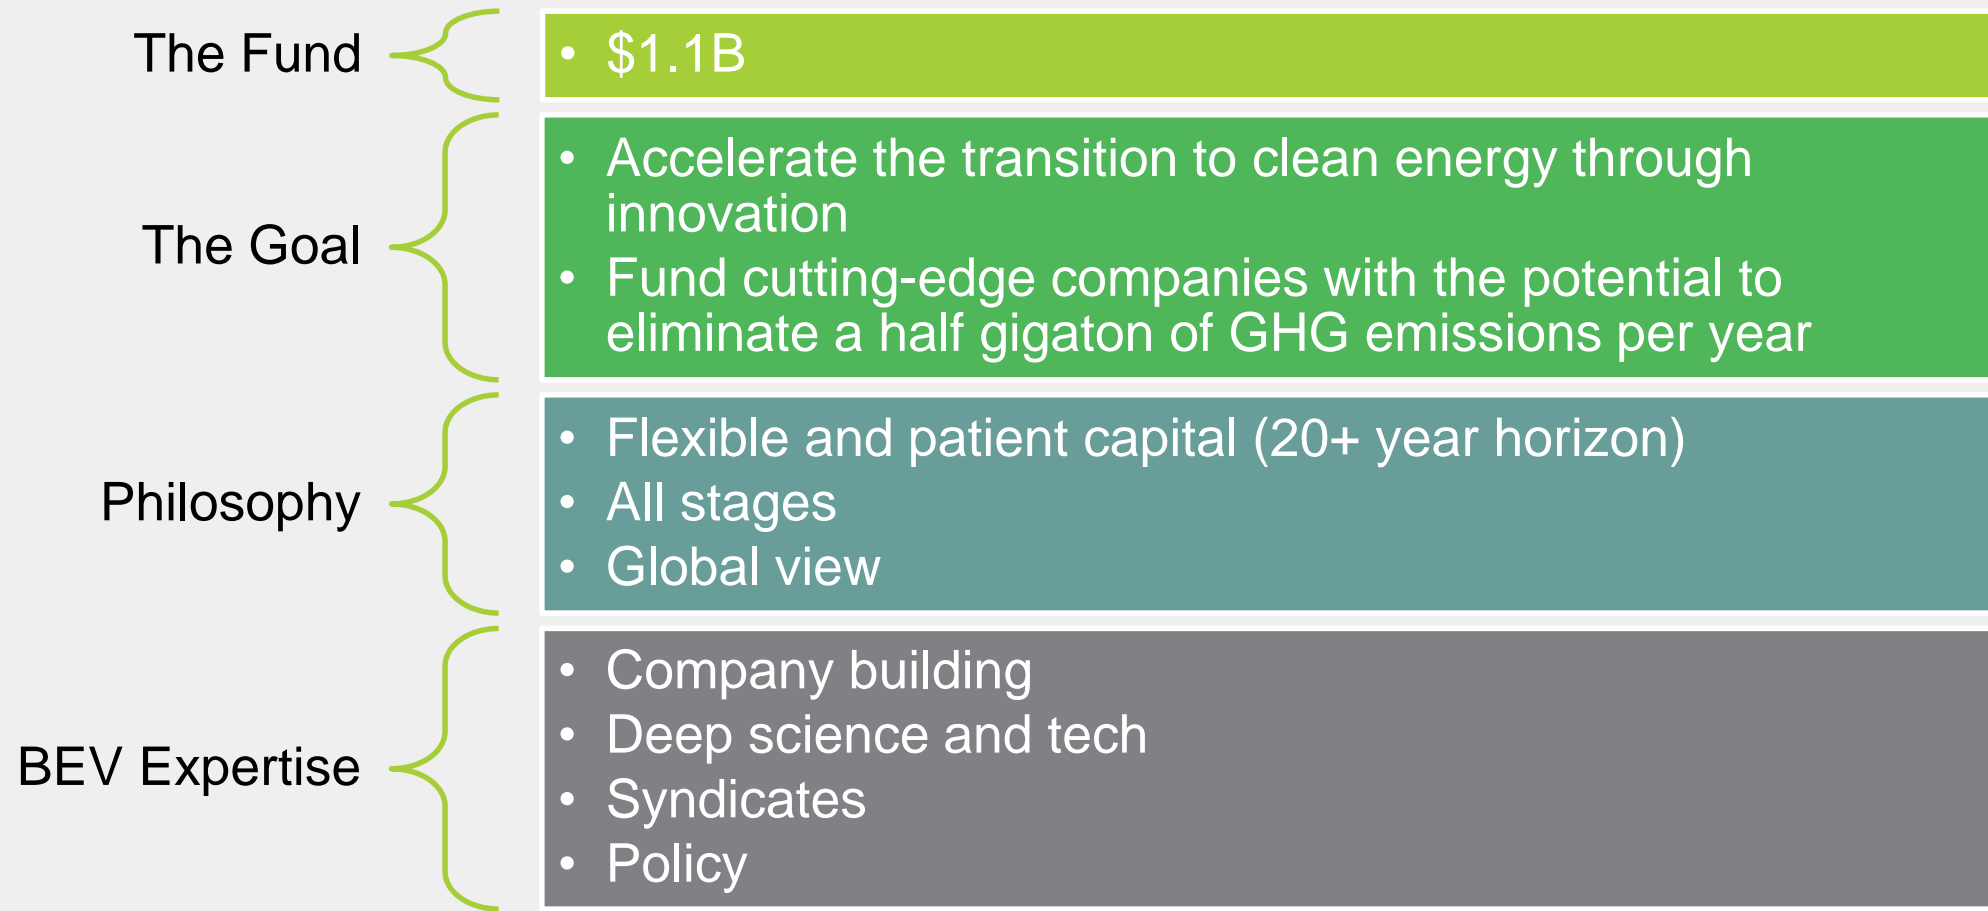 The Fund
• $1.1B
The Goal
• Accelerate the transition to clean energy through
innovation
• Fund cutting-edge companies with the potential to
eliminate a half gigaton of GHG emissions per year
Philosophy
• Flexible and patient capital (20+ year horizon)
• All stages
• Global view
BEV Expertise
• Company building
• Deep science and tech
• Syndicates
• Policy